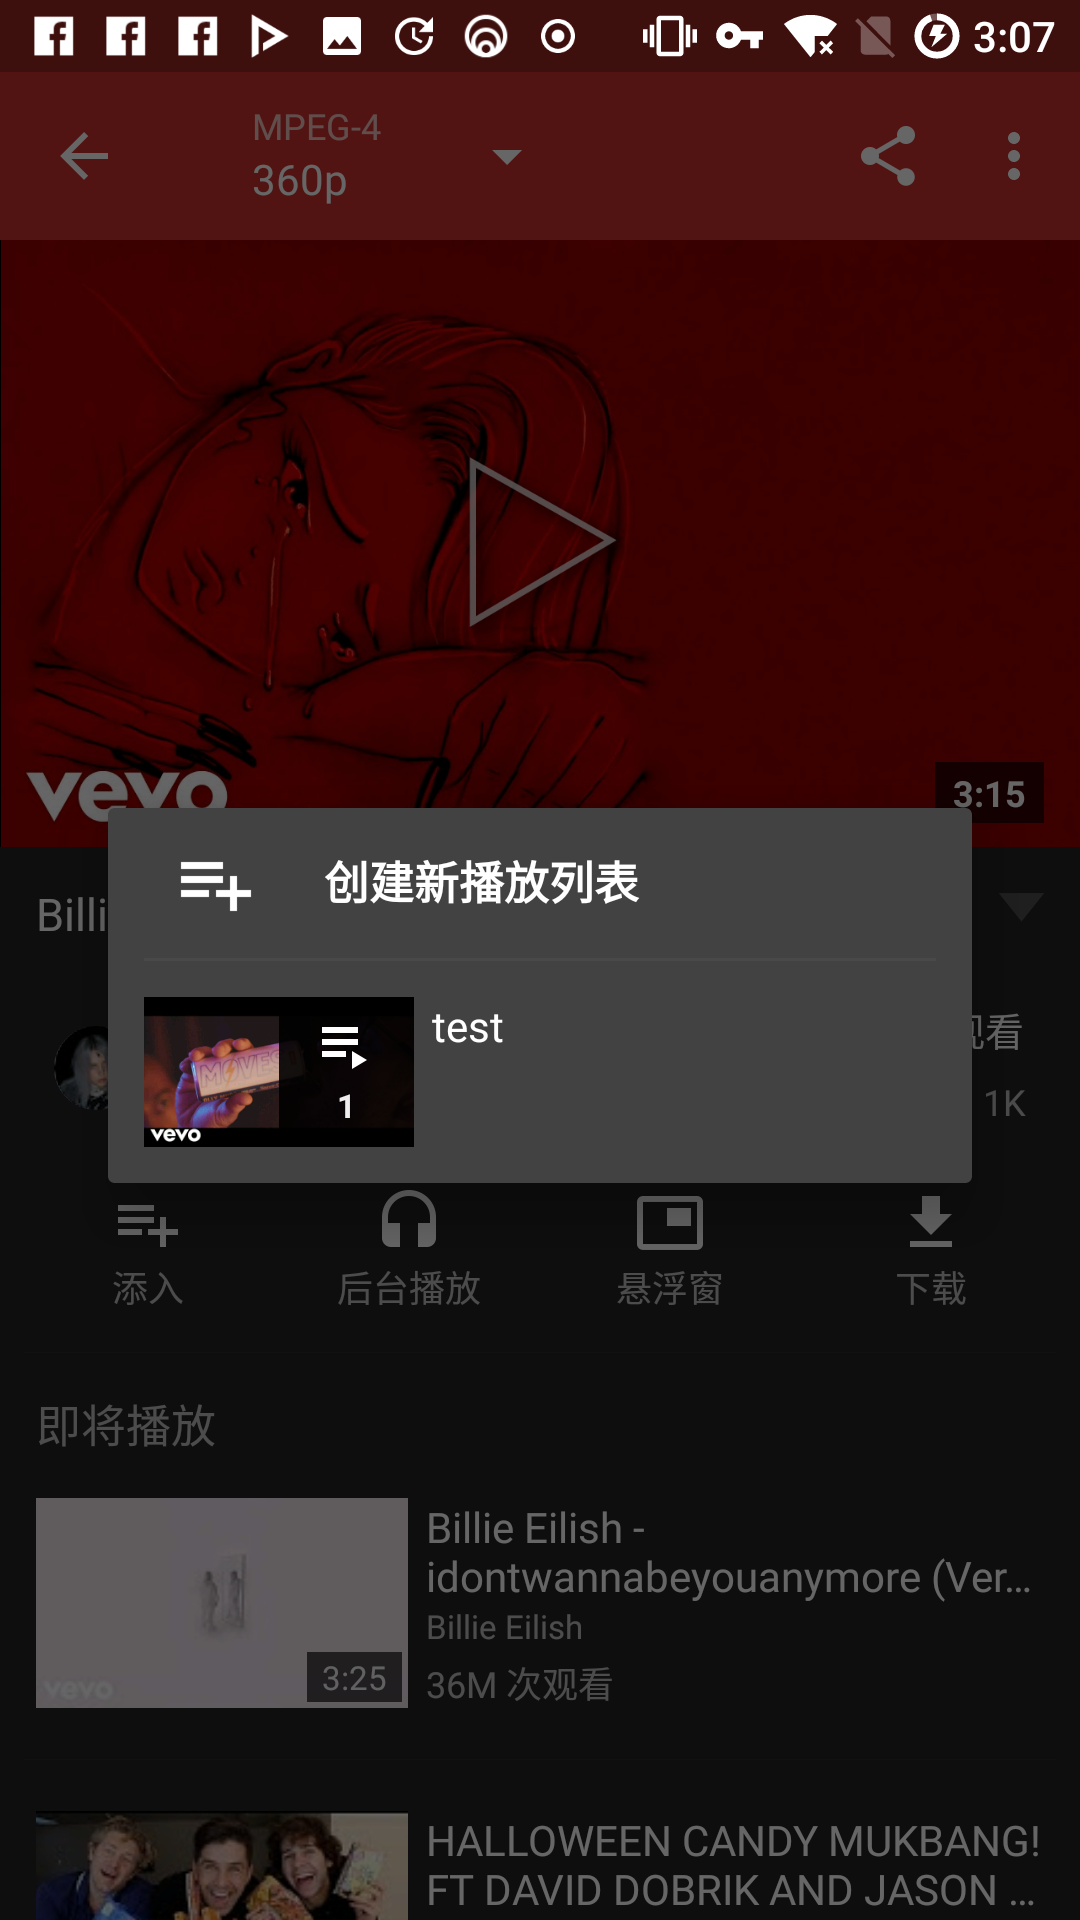 3:07
MPEG-4
360p
vevo
3:15
创建新播放列表
Billi
test
MOVES
1
vevo
观看
1K
添入
后台播放
悬浮窗
下载
即将播放
Billie Eilish -
idontwannabeyouanymore (Ver...
Billie Eilish
36M 次观看
3:25
vevo
HALLOWEEN CANDY MUKBANG!
FT DAVID DOBRIK AND JASON ...